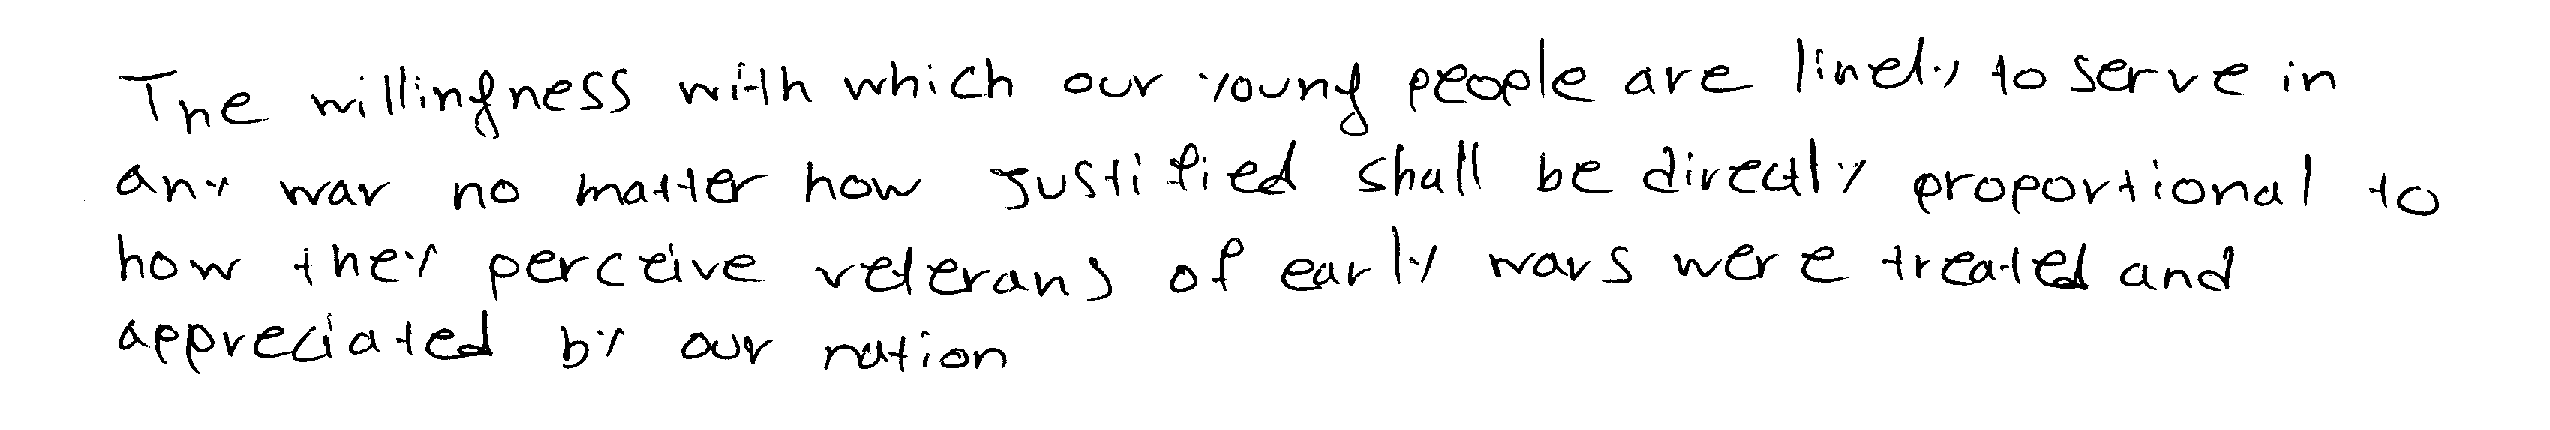 The willingness with which our young people are likely to serve in
any war no matter how justified shall be directly proportional to
how they perceive veterans of early wars were treated and
appreciated by our nation